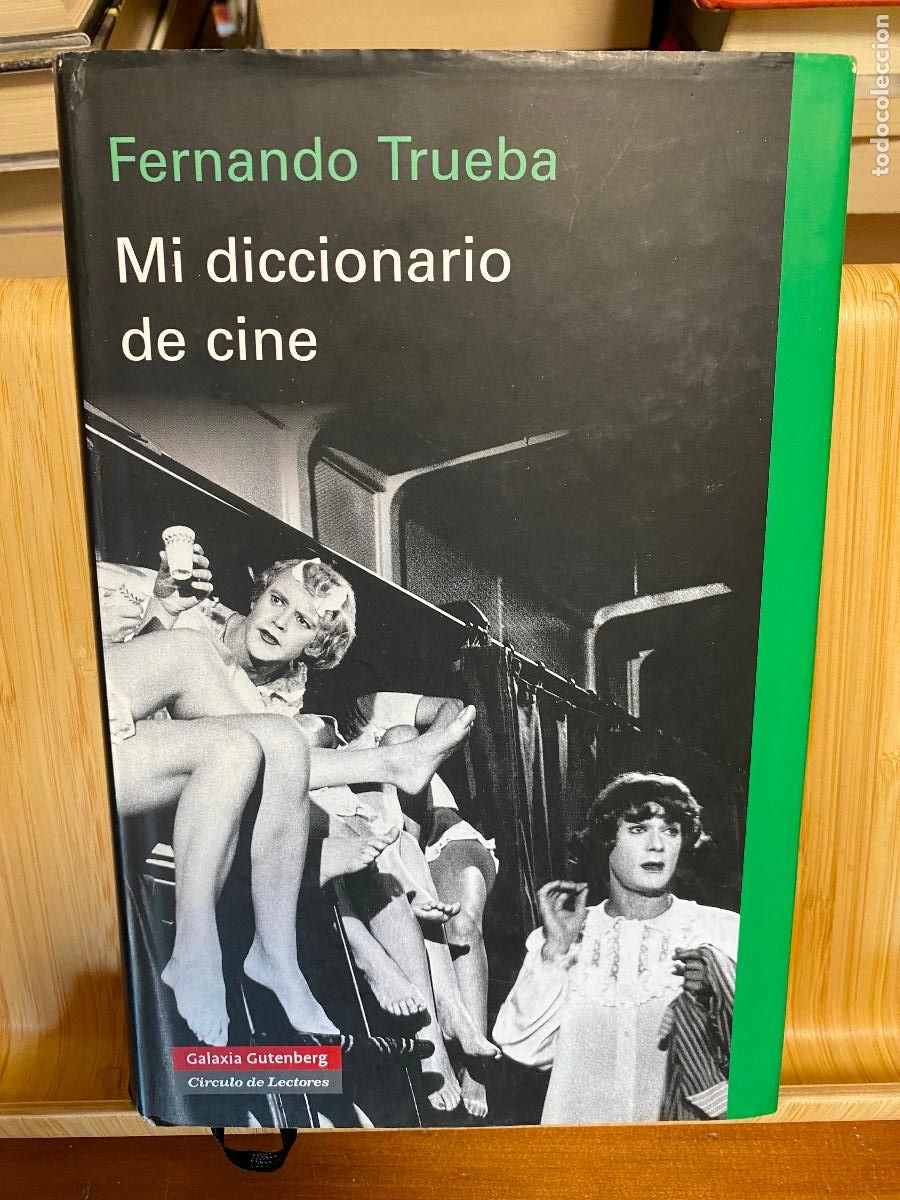 Fernando Trueba
Mi diccionario
de cine
Galaxia Gutenberg
Círculo de Lectores
todocoleccion